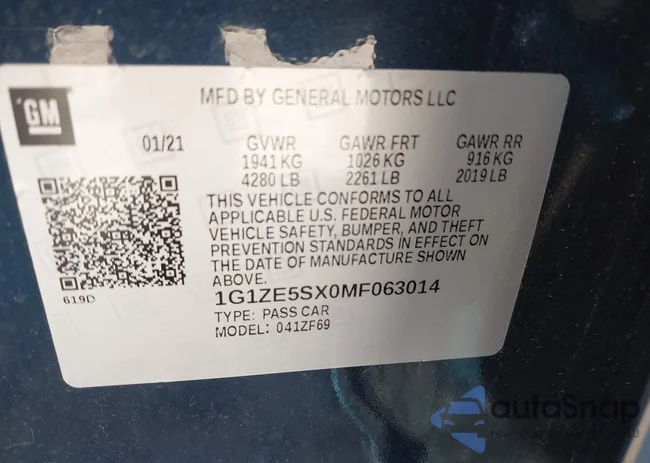 GM
MFD BY GENERAL MOTORS LLC
01/21
GVWR GAWR FRT GAWR RR
1941 KG 1026 KG 916 KG
4280 LB 2261 LB 2019 LB
THIS VEHICLE CONFORMS TO ALL
APPLICABLE U.S. FEDERAL MOTOR
VEHICLE SAFETY, BUMPER, AND THEFT
PREVENTION STANDARDS IN EFFECT ON
THE DATE OF MANUFACTURE SHOWN
ABOVE.
619D
1G1ZE5SX0MF063014
TYPE: PASS CAR
MODEL: 041ZF69
autoSnap